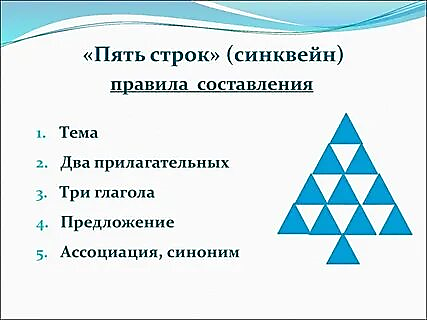 «Пять строк» (синквейн)
правила составления
1. Тема
2. Два прилагательных
3. Три глагола
4. Предложение
5. Ассоциация, синоним